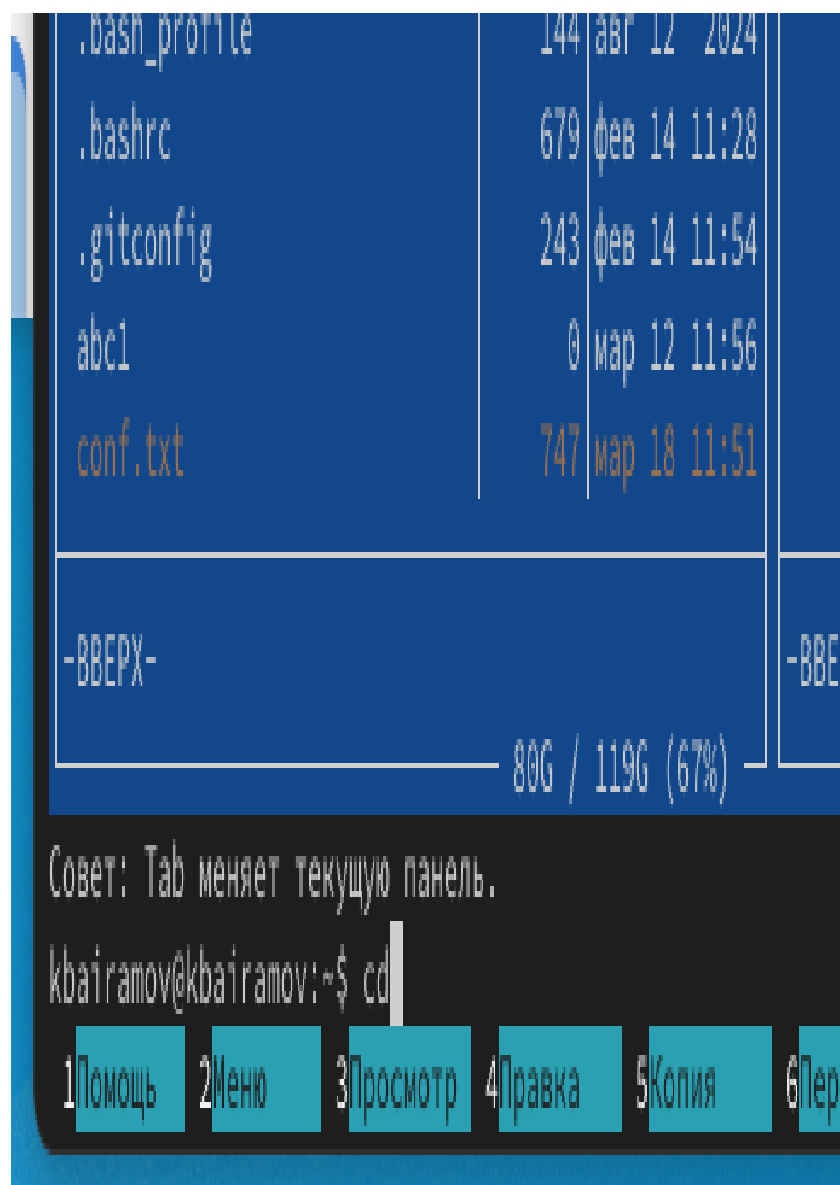 .bash_profile 144 авг 12 2024
.bashrc 679 фев 14 11:28
.gitconfig 243 фев 14 11:54
abc1 0 мар 12 11:56
conf.txt 747 мар 18 11:51
-ВВЕРХ- -ВВЕ
80G / 119G (67%)
Совет: Tab меняет текущую панель.
kbairamov@kbairamov:~$ cd
1Помощь 2Меню 3Просмотр 4Правка 5Копия 6Пер